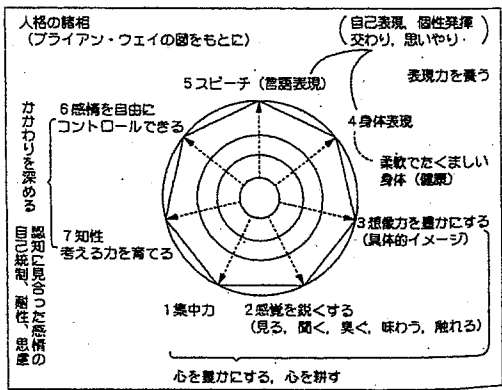 人格の諸相
(ブライアン・ウェイの図をもとに)
自己表現、個性発揮
交わり,思いやり・
5スピーチ(言語表現)
表現力を養う
6感情を自由に
コントロールできる
4身体表現
柔軟でたくましい
身体(健康)
かかわりを深める
3想像力を豊かにする
(具体的イメージ)
7知性
考える力を育てる
認知に見合った感情の
自己統制、耐性、思慮
1集中力
2感覚を鋭くする
(見る,聞く,臭ぐ,味わう,触れる)
心を豊かにする,心を耕す